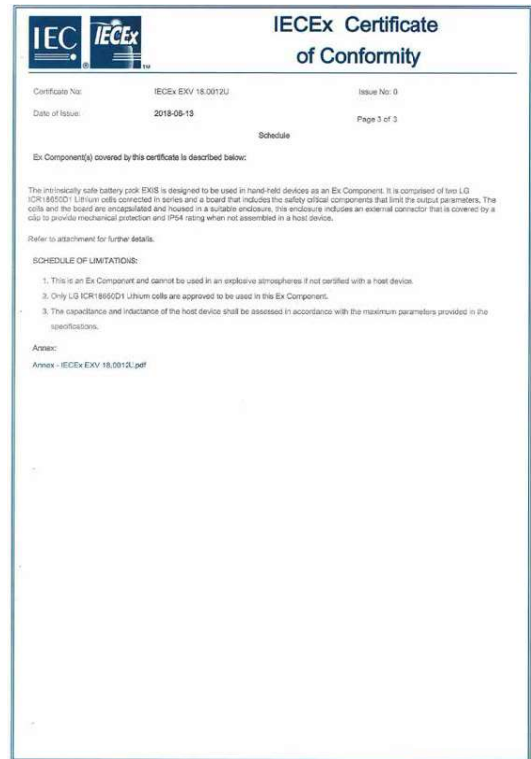 IEC IECEx
® TM
IECEx Certificate
of Conformity
Certificate No: IECEx EXV 18.0012U Issue No: 0
Date of Issue: 2018-06-13 Page 3 of 3
Schedule
Ex Component(s) covered by this certificate is described below:
The intrinsically safe battery pack EXIS is designed to be used in hand-held devices as an Ex Component. It is comprised of two LG
ICR18650D1 Lithium cells connected in series and a board that includes the safety critical components that limit the output parameters. The
cells and the board are encapsulated and housed in a suitable enclosure, this enclosure includes an external connector that is covered by a
cap to provide mechanical protection and IP54 rating when not assembled in a host device.
Refer to attachment for further details.
SCHEDULE OF LIMITATIONS:
1. This is an Ex Component and cannot be used in an explosive atmospheres if not certified with a host device.
2. Only LG ICR18650D1 Lithium cells are approved to be used in this Ex Component.
3. The capacitance and inductance of the host device shall be assessed in accordance with the maximum parameters provided in the
specifications.
Annex:
Annex - IECEx EXV 18.0012U.pdf